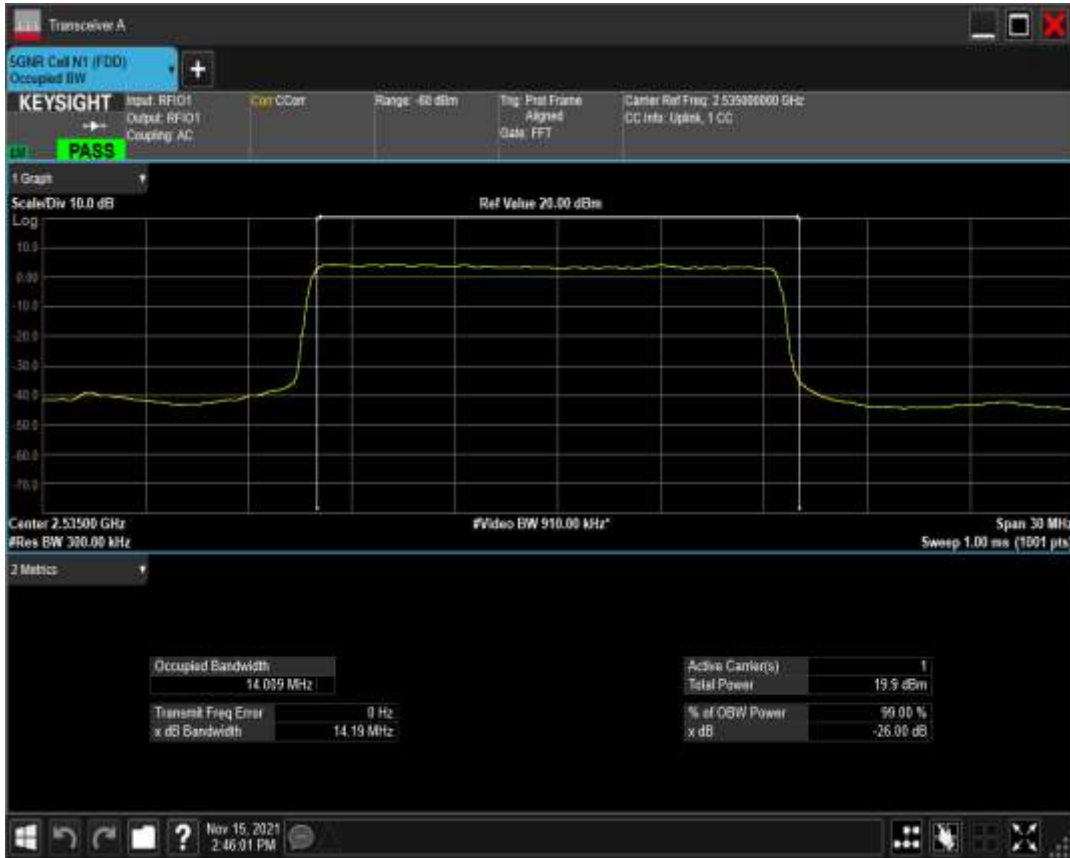 Transceiver A
5GNR Cell N1 (FDD)
Occupied BW
KEYSIGHT
Input: RFIO1
Output: RFIO1
Coupling: AC
Corr CCorr
Range: -60 dBm
Trig: Prot Frame
Aligned
Gate: FFT
Carrier Ref Freq: 2.535000000 GHz
CC Info: Uplink, 1 CC
PASS
1 Graph
Scale/Div 10.0 dB
Ref Value 20.00 dBm
Log
10.0
0.00
-10.0
-20.0
-30.0
-40.0
-50.0
-60.0
-70.0
Center 2.53500 GHz
#Video BW 910.00 kHz*
Span 30 MHz
#Res BW 300.00 kHz
Sweep 1.00 ms (1001 pts)
2 Metrics
Occupied Bandwidth
14.009 MHz
Transmit Freq Error 0 Hz
x dB Bandwidth 14.19 MHz
Active Carrier(s) 1
Total Power 19.9 dBm
% of OBW Power 99.00 %
x dB -26.00 dB
?
Nov 15, 2021
2:46:01 PM